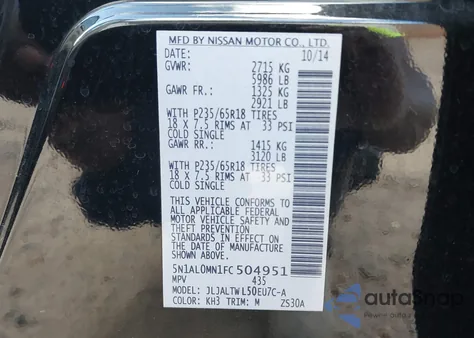 MFD BY NISSAN MOTOR CO., LTD.
DATE: 10/14
GVWR: 2715 KG
5986 LB
GAWR FR.: 1325 KG
2921 LB
WITH P235/65R18 TIRES
18 X 7.5 RIMS AT 33 PSI
COLD SINGLE
GAWR RR.: 1415 KG
3120 LB
WITH P235/65R18 TIRES
18 X 7.5 RIMS AT 33 PSI
COLD SINGLE
THIS VEHICLE CONFORMS TO
ALL APPLICABLE FEDERAL
MOTOR VEHICLE SAFETY AND
THEFT PREVENTION
STANDARDS IN EFFECT ON
THE DATE OF MANUFACTURE
SHOWN ABOVE.
5N1AL0MN1FC504951
MPV 435
MODEL: JLJALTWL50EU7C-A
COLOR: KH3 TRIM: M ZS30A
autoSnap